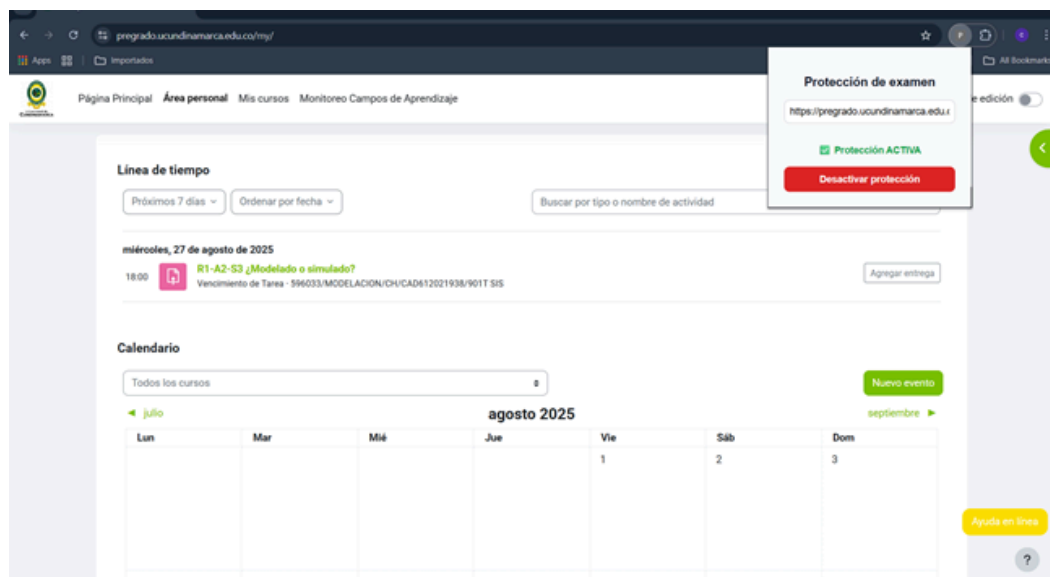 pregrado.ucundinamarca.edu.co/my/
Apps Importados All Bookmarks
Página Principal Área personal Mis cursos Monitoreo Campos de Aprendizaje e edición
Protección de examen
https://pregrado.ucundinamarca.edu.c
Protección ACTIVA
Desactivar protección
Línea de tiempo
Próximos 7 días Ordenar por fecha Buscar por tipo o nombre de actividad
miércoles, 27 de agosto de 2025
18:00 R1-A2-S3 ¿Modelado o simulado? Agregar entrega
Vencimiento de Tarea · 596033/MODELACION/CH/CAD612021938/901T SIS
Calendario
Todos los cursos Nuevo evento
◄ julio agosto 2025 septiembre ►
Lun Mar Mié Jue Vie Sáb Dom
1 2 3
Ayuda en línea
?